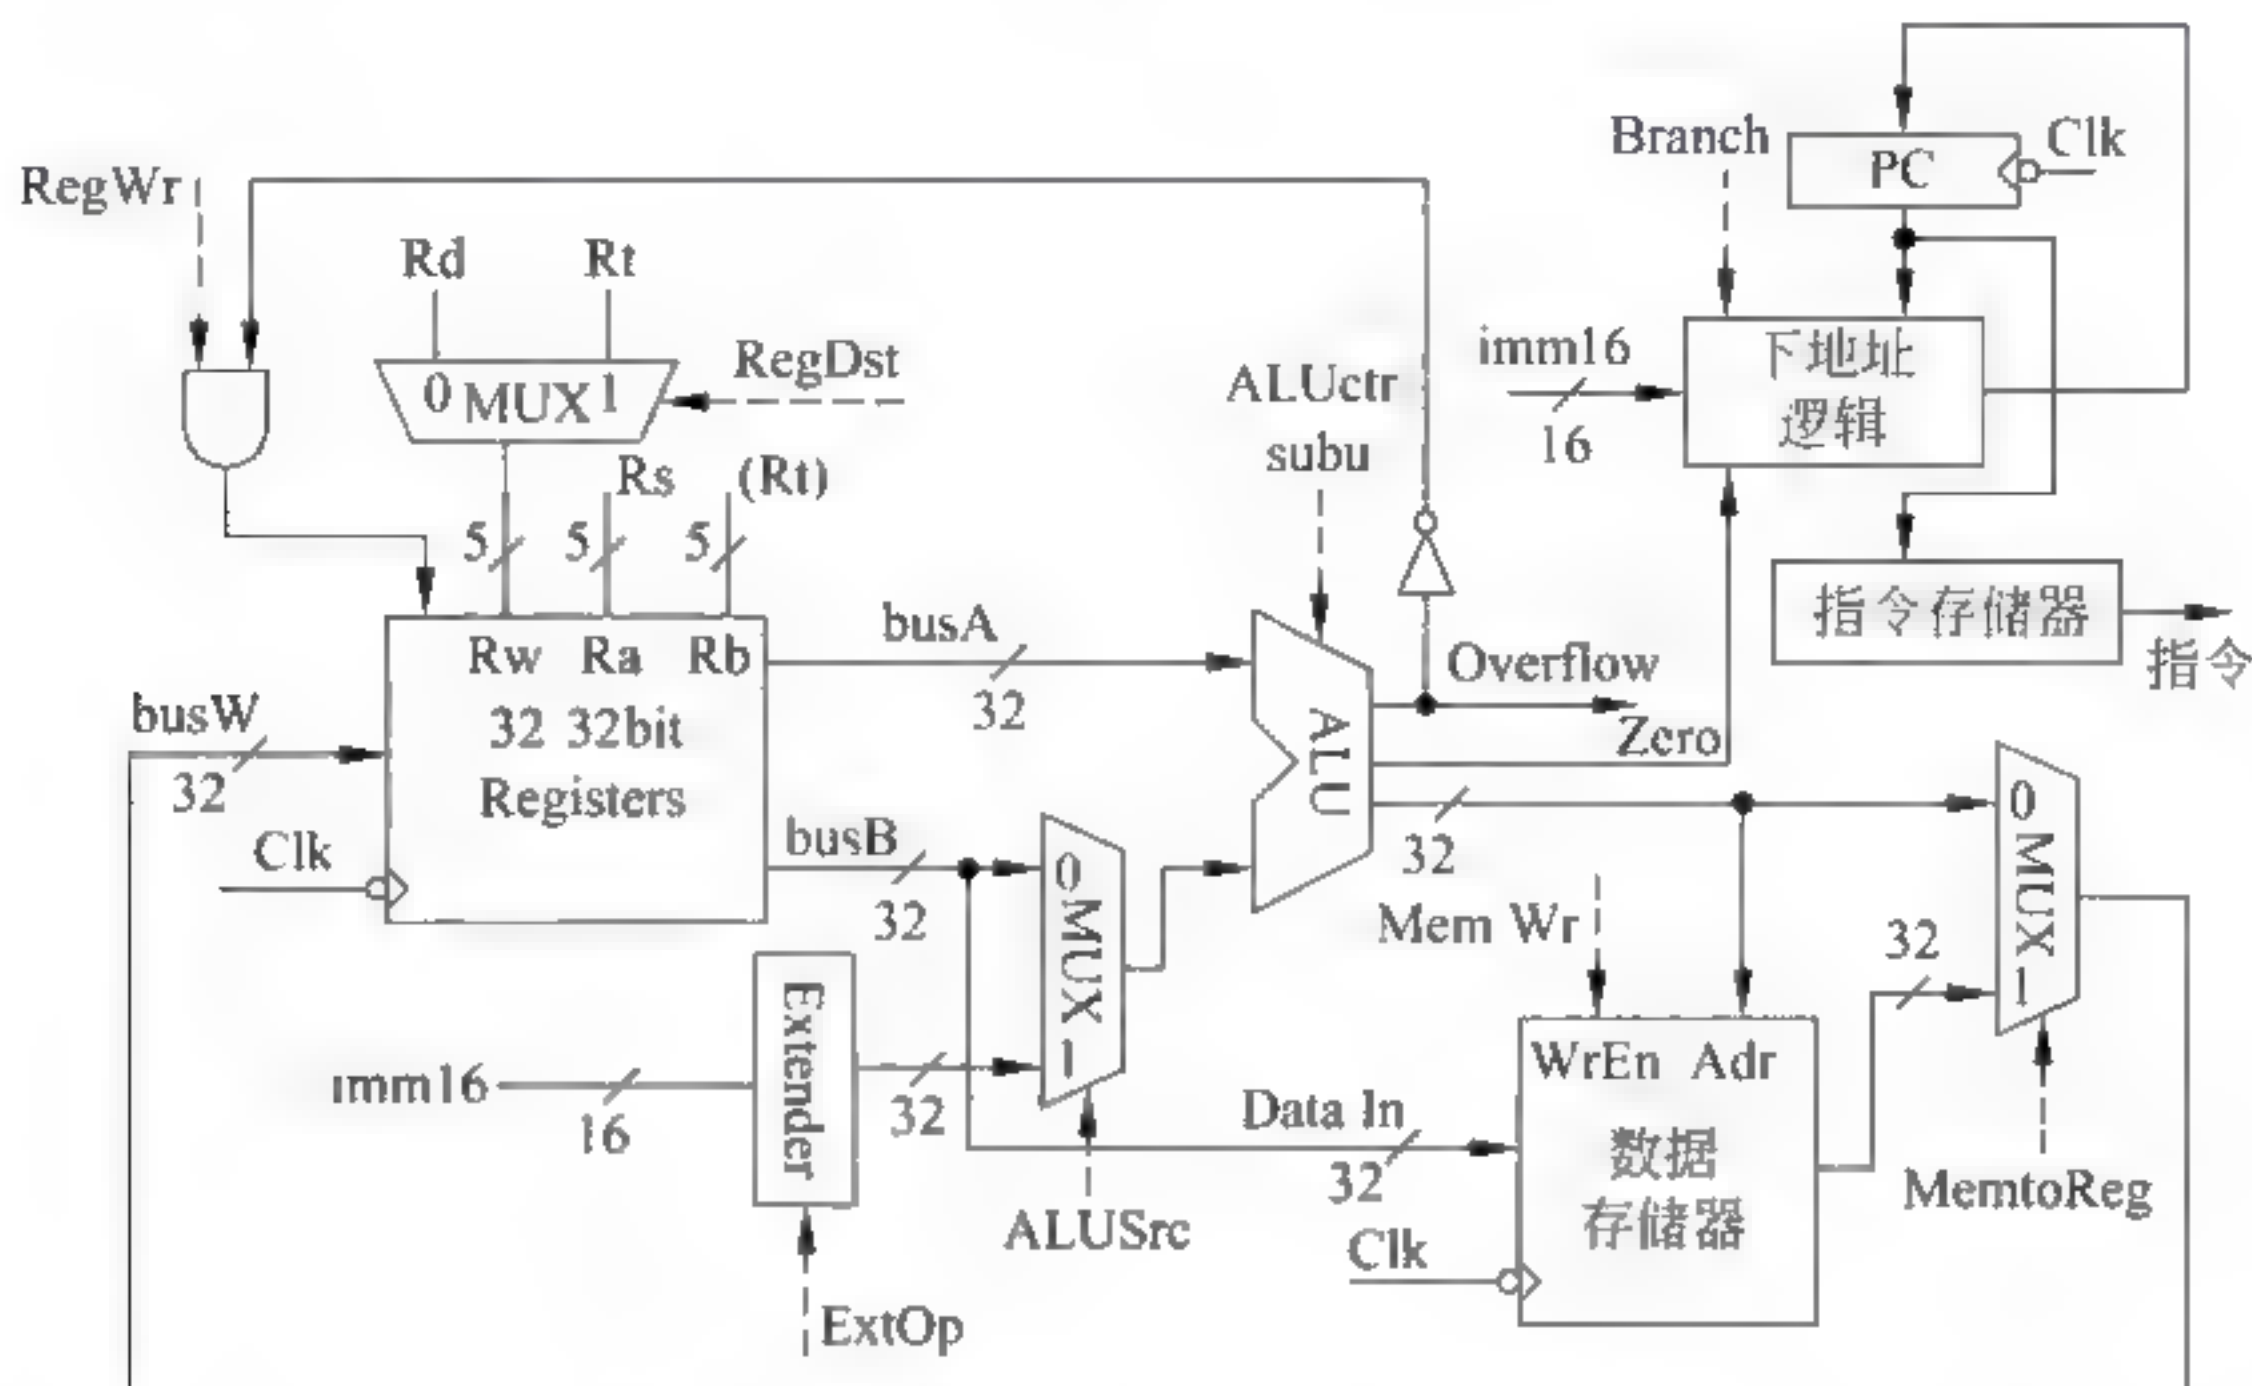 Branch
PC
Clk
RegWr
Rd
Rt
RegDst
0 MUX 1
imm16
16
下地址
逻辑
ALUctr
subu
Rs
(Rt)
5
5
5
指令存储器
指令
Rw Ra Rb
32 32bit
Registers
busW
32
Clk
busA
32
busB
32
ALU
Overflow
Zero
32
0 MUX 1
0 MUX 1
Mem Wr
32
imm16
16
Extender
32
ExtOp
ALUSrc
Data In
32
Clk
WrEn Adr
数据
存储器
MemtoReg